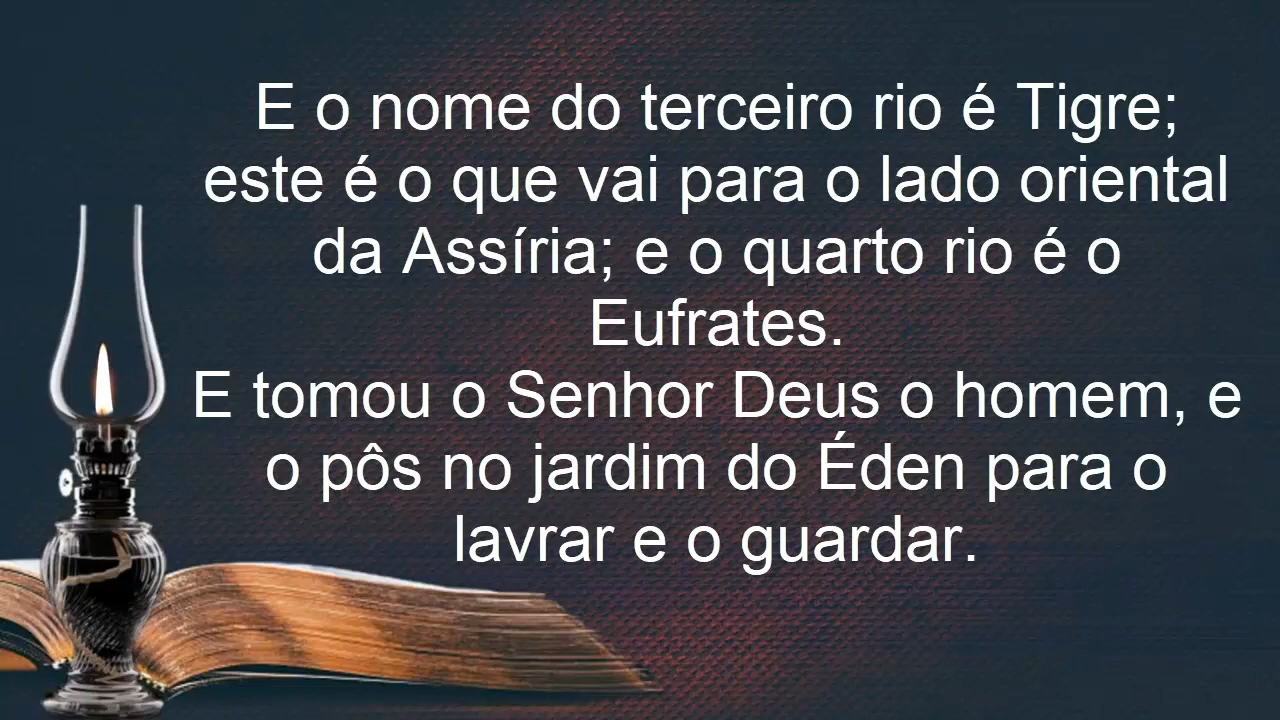 E o nome do terceiro rio é Tigre;
este é o que vai para o lado oriental
da Assíria; e o quarto rio é o
Eufrates.
E tomou o Senhor Deus o homem, e
o pôs no jardim do Éden para o
lavrar e o guardar.